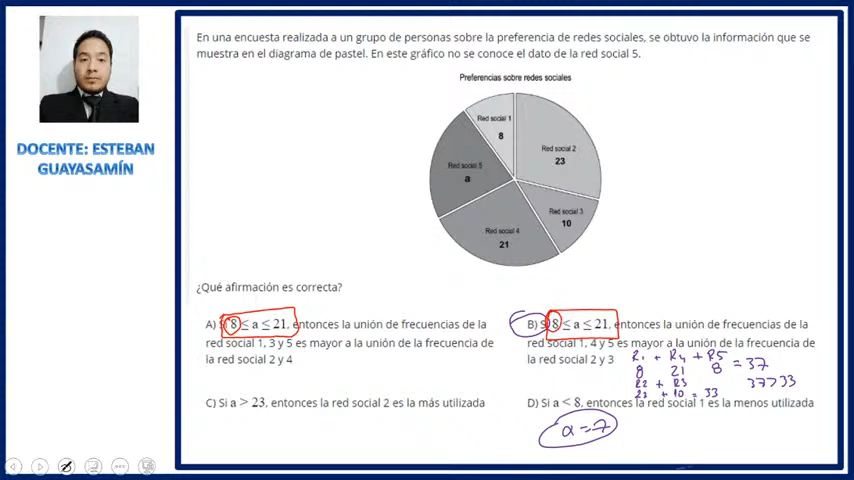 En una encuesta realizada a un grupo de personas sobre la preferencia de redes sociales, se obtuvo la información que se
muestra en el diagrama de pastel. En este gráfico no se conoce el dato de la red social 5.
DOCENTE: ESTEBAN
GUAYASAMÍN
Preferencias sobre redes sociales
Red social 1
8
Red social 2
23
Red social 5
a
Red social 3
10
Red social 4
21
¿Qué afirmación es correcta?
A) Si 8 ≤ a ≤ 21, entonces la unión de frecuencias de la
red social 1, 3 y 5 es mayor a la unión de la frecuencia de
la red social 2 y 4
B) Si 8 ≤ a ≤ 21, entonces la unión de frecuencias de la
red social 1, 4 y 5 es mayor a la unión de la frecuencia de
la red social 2 y 3
R1 + R4 + R5
8 21 8 = 37
R2 + R3 37>33
23 + 10 = 33
C) Si a > 23, entonces la red social 2 es la más utilizada
D) Si a < 8, entonces la red social 1 es la menos utilizada
a = 7